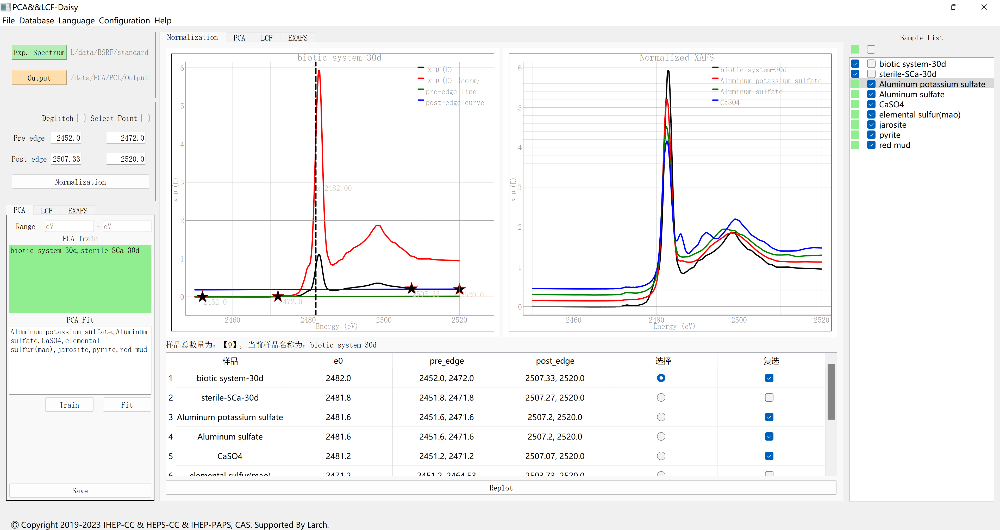 PCA&&LCF-Daisy
File Database Language Configuration Help
Exp. Spectrum L/data/BSRF/standard
Output /data/PCA/PCL/Output
Deglitch Select Point
Pre-edge 2452.0 - 2472.0
Post-edge 2507.33 - 2520.0
Normalization
PCA LCF EXAFS
Range eV - eV
PCA Train
biotic system-30d,sterile-SCa-30d
PCA Fit
Aluminum potassium sulfate,Aluminum
sulfate,CaSO4,elemental
sulfur(mao),jarosite,pyrite,red mud
Train Fit
Save
Normalization PCA LCF EXAFS
biotic system-30d
x μ(E)
x μ(E)_{norm}
pre-edge line
post-edge curve
x=2482.00
2452.0 2472.0 2507.33 2520.0
6
5
4
3
2
1
0
x μ(E)
2460 2480 2500 2520
Energy (eV)
Normalized XAFS
biotic system-30d
Aluminum potassium sulfate
Aluminum sulfate
CaSO4
6
5
4
3
2
1
0
x μ(E)
2460 2480 2500 2520
Energy (eV)
样品总数量为：【9】, 当前样品名称为：biotic system-30d
样品 e0 pre_edge post_edge 选择 复选
1 biotic system-30d 2482.0 2452.0, 2472.0 2507.33, 2520.0
2 sterile-SCa-30d 2481.8 2451.8, 2471.8 2507.27, 2520.0
3 Aluminum potassium sulfate 2481.6 2451.6, 2471.6 2507.2, 2520.0
4 Aluminum sulfate 2481.6 2451.6, 2471.6 2507.2, 2520.0
5 CaSO4 2481.2 2451.2, 2471.2 2507.07, 2520.0
6 elemental sulfur(mao) 2471.2 2451.2, 2464.53 2503.73, 2520.0
Replot
Sample List
biotic system-30d
sterile-SCa-30d
Aluminum potassium sulfate
Aluminum sulfate
CaSO4
elemental sulfur(mao)
jarosite
pyrite
red mud
© Copyright 2019-2023 IHEP-CC & HEPS-CC & IHEP-PAPS, CAS. Supported By Larch.